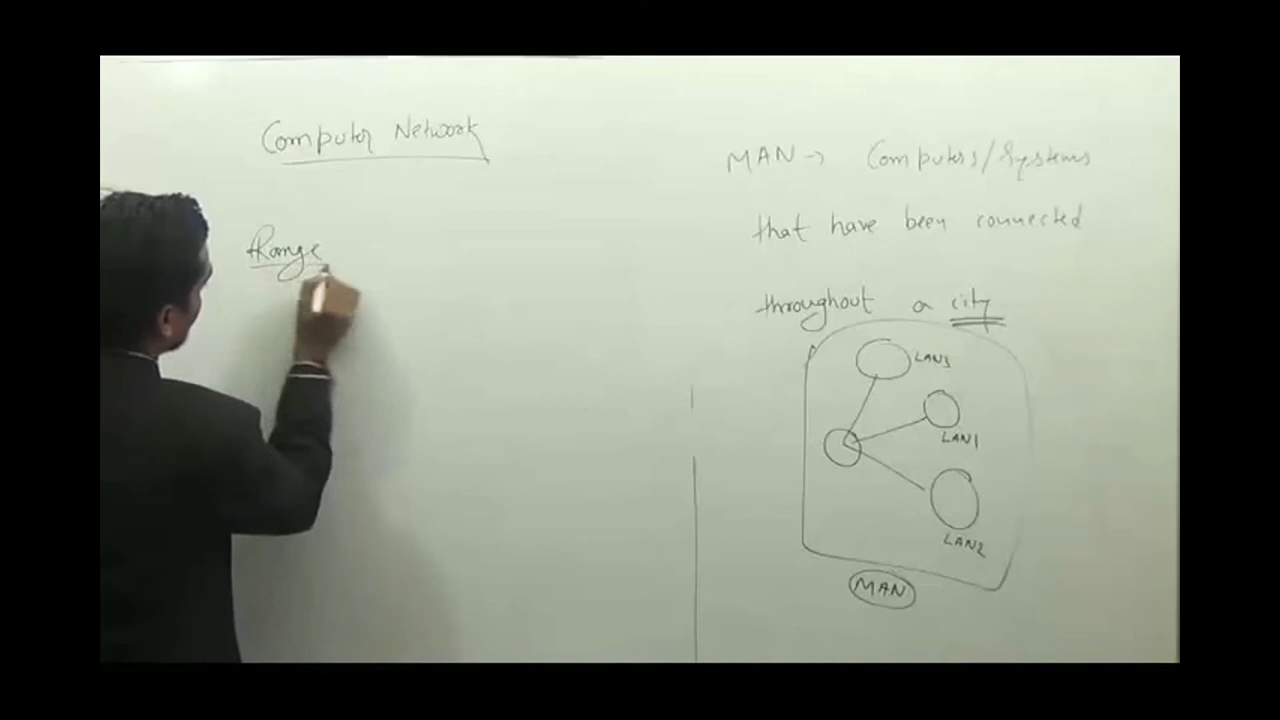 Computer Network
Range
MAN → Computers/Systems
that have been connected
throughout a city
LAN3
LAN1
LAN2
MAN